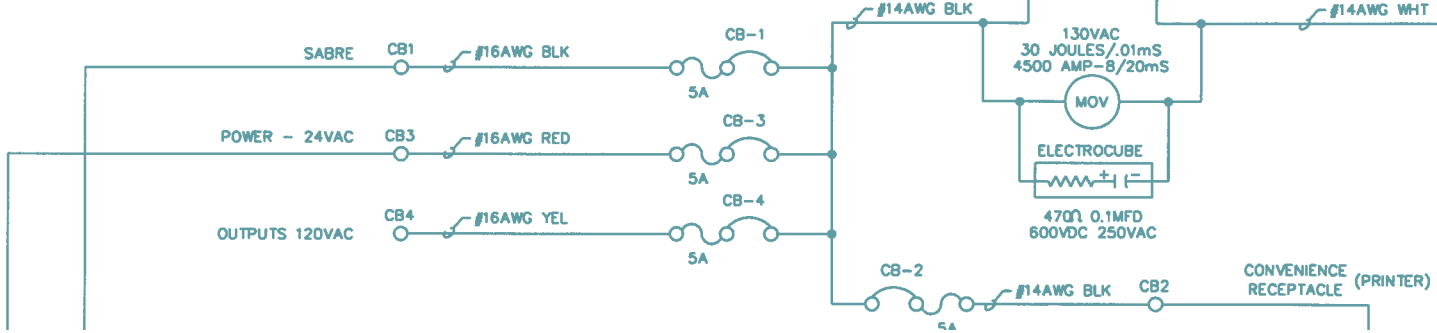 #14AWG BLK
#14AWG WHT
SABRE
CB1
#16AWG BLK
CB-1
5A
130VAC
30 JOULES/.01mS
4500 AMP-8/20mS
MOV
POWER - 24VAC
CB3
#16AWG RED
CB-3
5A
ELECTROCUBE
+
-
470Ω 0.1MFD
600VDC 250VAC
OUTPUTS 120VAC
CB4
#16AWG YEL
CB-4
5A
CB-2
5A
#14AWG BLK
CB2
CONVENIENCE
RECEPTACLE
(PRINTER)